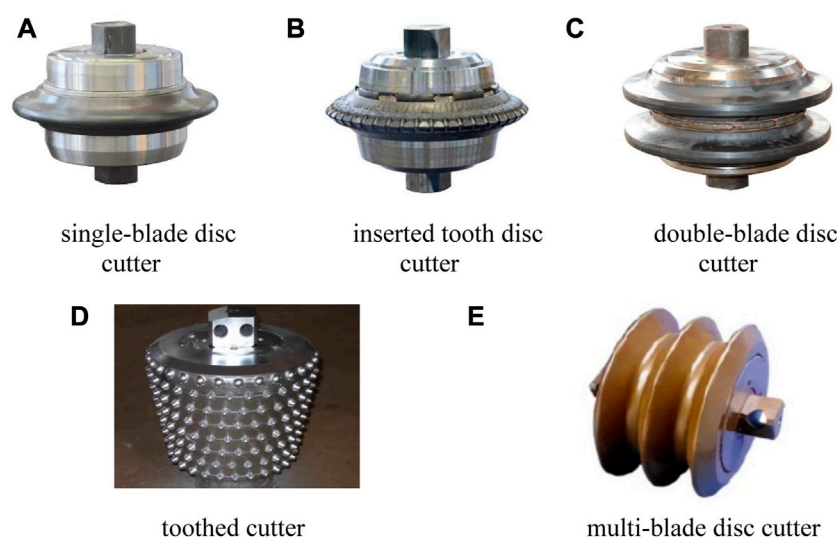 A
B
C
single-blade disc
cutter
inserted tooth disc
cutter
double-blade disc
cutter
D
E
toothed cutter
multi-blade disc cutter